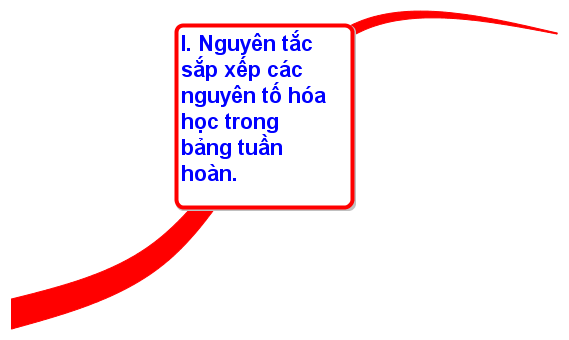 I. Nguyên tắc
sắp xếp các
nguyên tố hóa
học trong
bảng tuần
hoàn.